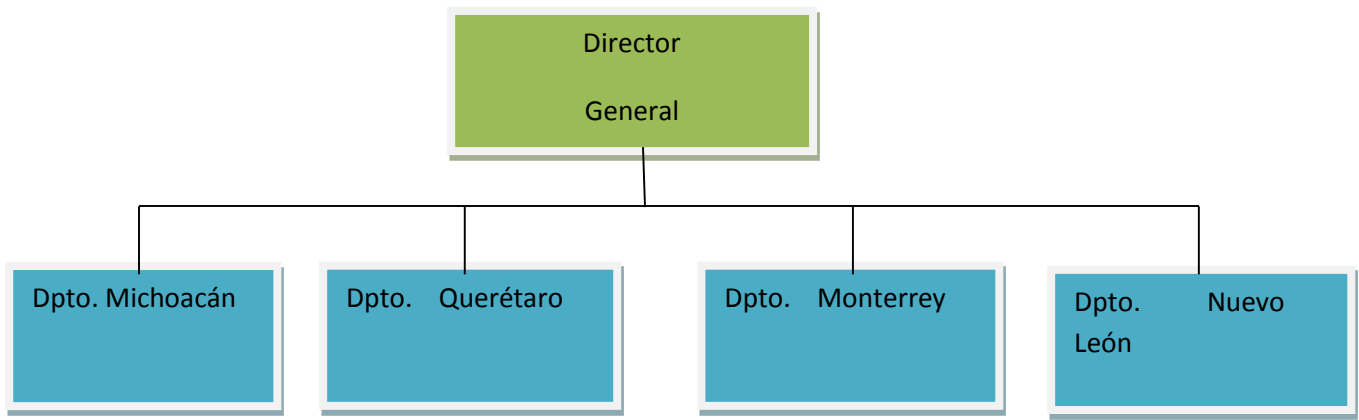 Director
General
Dpto. Michoacán
Dpto. Querétaro
Dpto. Monterrey
Dpto. Nuevo
León